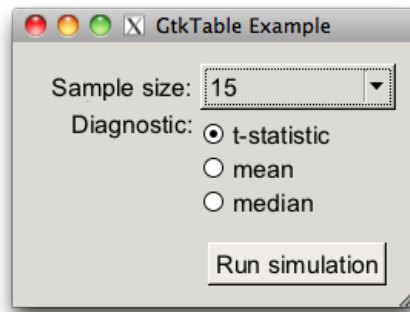 GtkTable Example
Sample size: 15
Diagnostic: t-statistic
mean
median
Run simulation